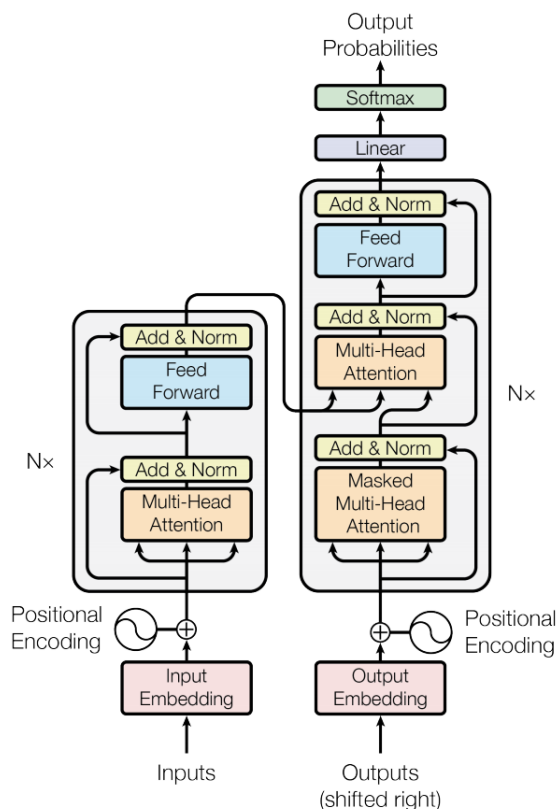 Output
Probabilities
Softmax
Linear
Add & Norm
Feed
Forward
Add & Norm
Multi-Head
Attention
Add & Norm
Masked
Multi-Head
Attention
N×
Positional
Encoding
Output
Embedding
Outputs
(shifted right)
Add & Norm
Feed
Forward
Add & Norm
Multi-Head
Attention
N×
Positional
Encoding
Input
Embedding
Inputs